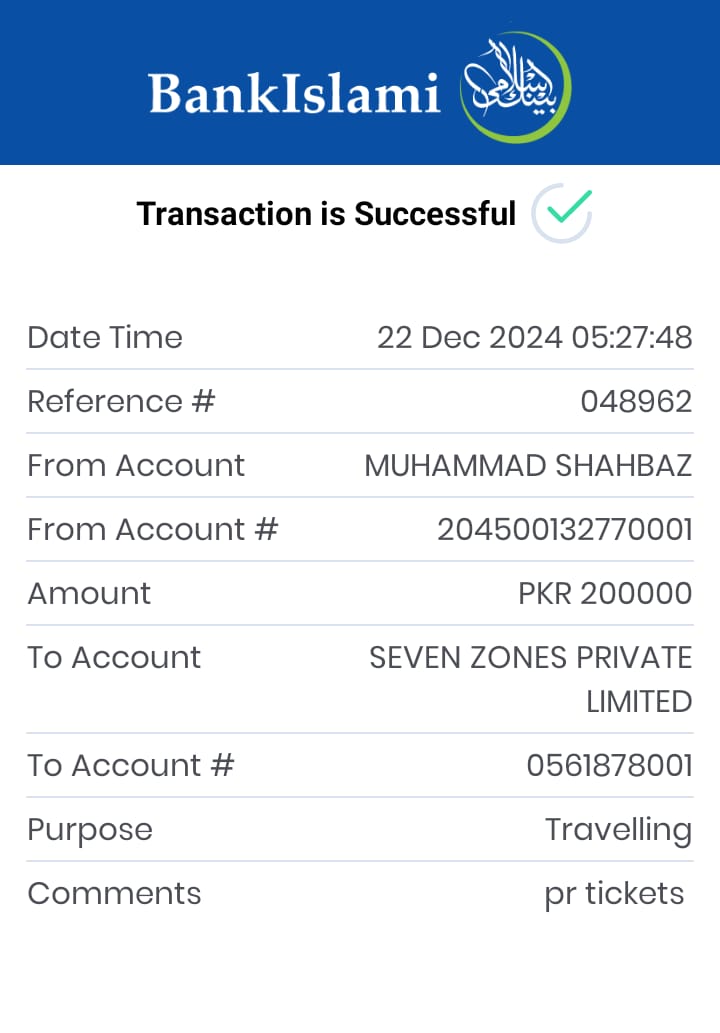 BankIslami
بينك اسلامى
Transaction is Successful
Date Time 22 Dec 2024 05:27:48
Reference # 048962
From Account MUHAMMAD SHAHBAZ
From Account # 204500132770001
Amount PKR 200000
To Account SEVEN ZONES PRIVATE
LIMITED
To Account # 0561878001
Purpose Travelling
Comments pr tickets